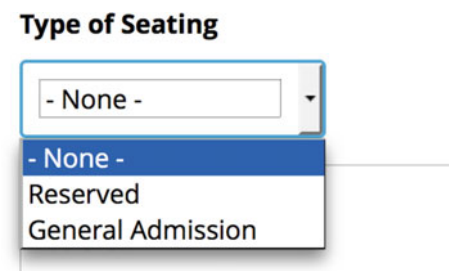 Type of Seating
- None -
- None -
Reserved
General Admission